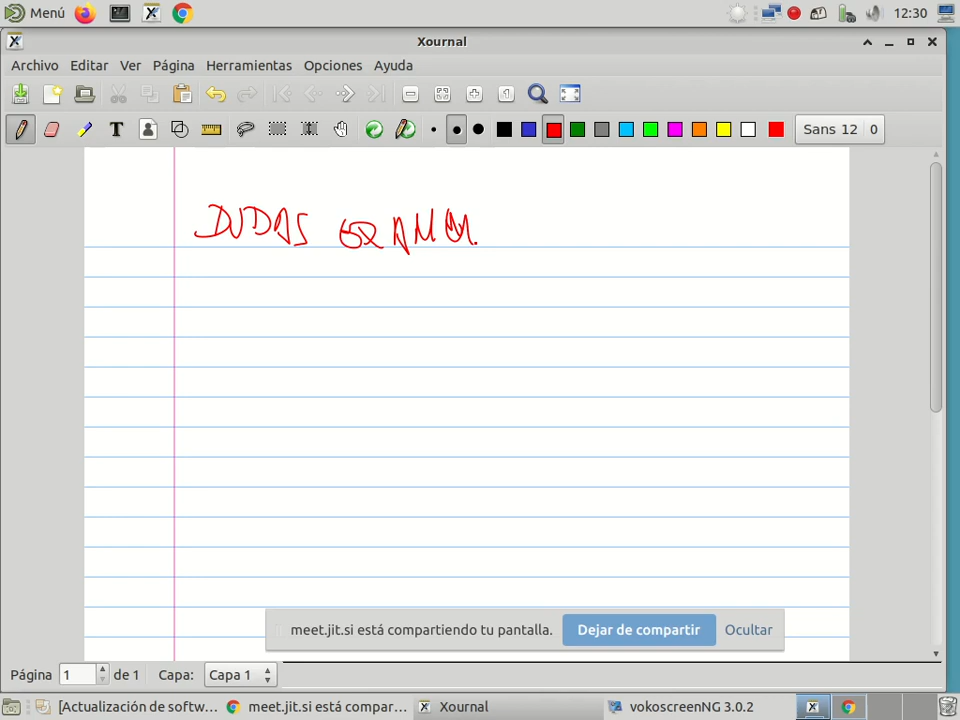 Menú
12:30
Xournal
Archivo Editar Ver Página Herramientas Opciones Ayuda
T Sans 12 0
DUDAS EXAMEN.
meet.jit.si está compartiendo tu pantalla. Dejar de compartir Ocultar
Página 1 de 1 Capa: Capa 1
[Actualización de softw... meet.jit.si está compar... Xournal vokoscreenNG 3.0.2